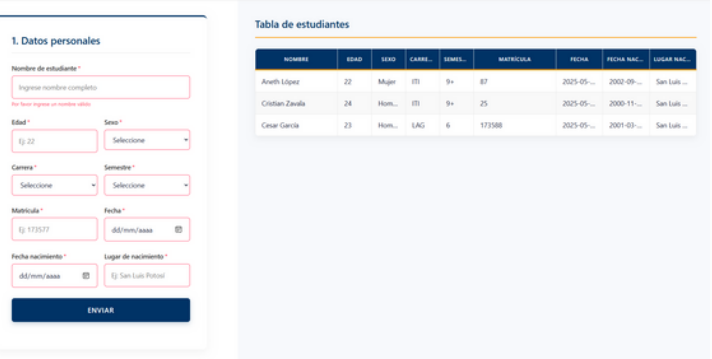 1. Datos personales
Nombre de estudiante *
Ingrese nombre completo
Por favor ingrese un nombre válido
Edad * Sexo *
Ej: 22 Seleccione
Carrera * Semestre *
Seleccione Seleccione
Matrícula * Fecha *
Ej: 173577 dd/mm/aaaa
Fecha nacimiento * Lugar de nacimiento *
dd/mm/aaaa Ej: San Luis Potosí
ENVIAR
Tabla de estudiantes
NOMBRE EDAD SEXO CARRE... SEMES... MATRÍCULA FECHA FECHA NAC... LUGAR NAC...
Aneth López 22 Mujer ITI 9+ 87 2025-05-... 2002-09-... San Luis ...
Cristian Zavala 24 Hom... ITI 9+ 25 2025-05-... 2000-11-... San Luis ...
Cesar García 23 Hom... LAG 6 173588 2025-05-... 2001-03-... San Luis ...